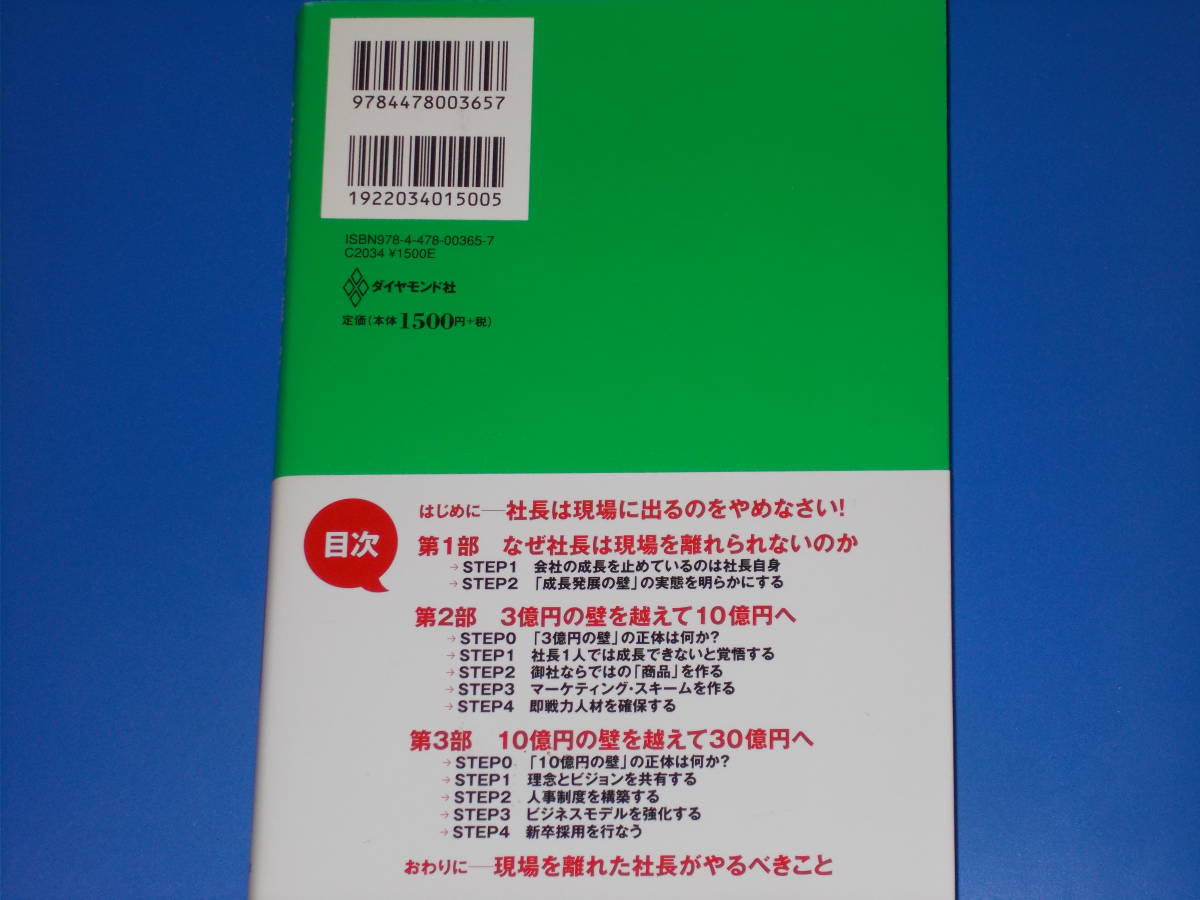 9784478003657
1922034015005
ISBN978-4-478-00365-7
C2034 ¥1500E
ダイヤモンド社
定価(本体1500円+税)
目次
はじめに──社長は現場に出るのをやめなさい!
第1部 なぜ社長は現場を離れられないのか
→STEP1 会社の成長を止めているのは社長自身
→STEP2 「成長発展の壁」の実態を明らかにする
第2部 3億円の壁を越えて10億円へ
→STEP0 「3億円の壁」の正体は何か?
→STEP1 社長1人では成長できないと覚悟する
→STEP2 御社ならではの「商品」を作る
→STEP3 マーケティング・スキームを作る
→STEP4 即戦力人材を確保する
第3部 10億円の壁を越えて30億円へ
→STEP0 「10億円の壁」の正体は何か?
→STEP1 理念とビジョンを共有する
→STEP2 人事制度を構築する
→STEP3 ビジネスモデルを強化する
→STEP4 新卒採用を行なう
おわりに──現場を離れた社長がやるべきこと